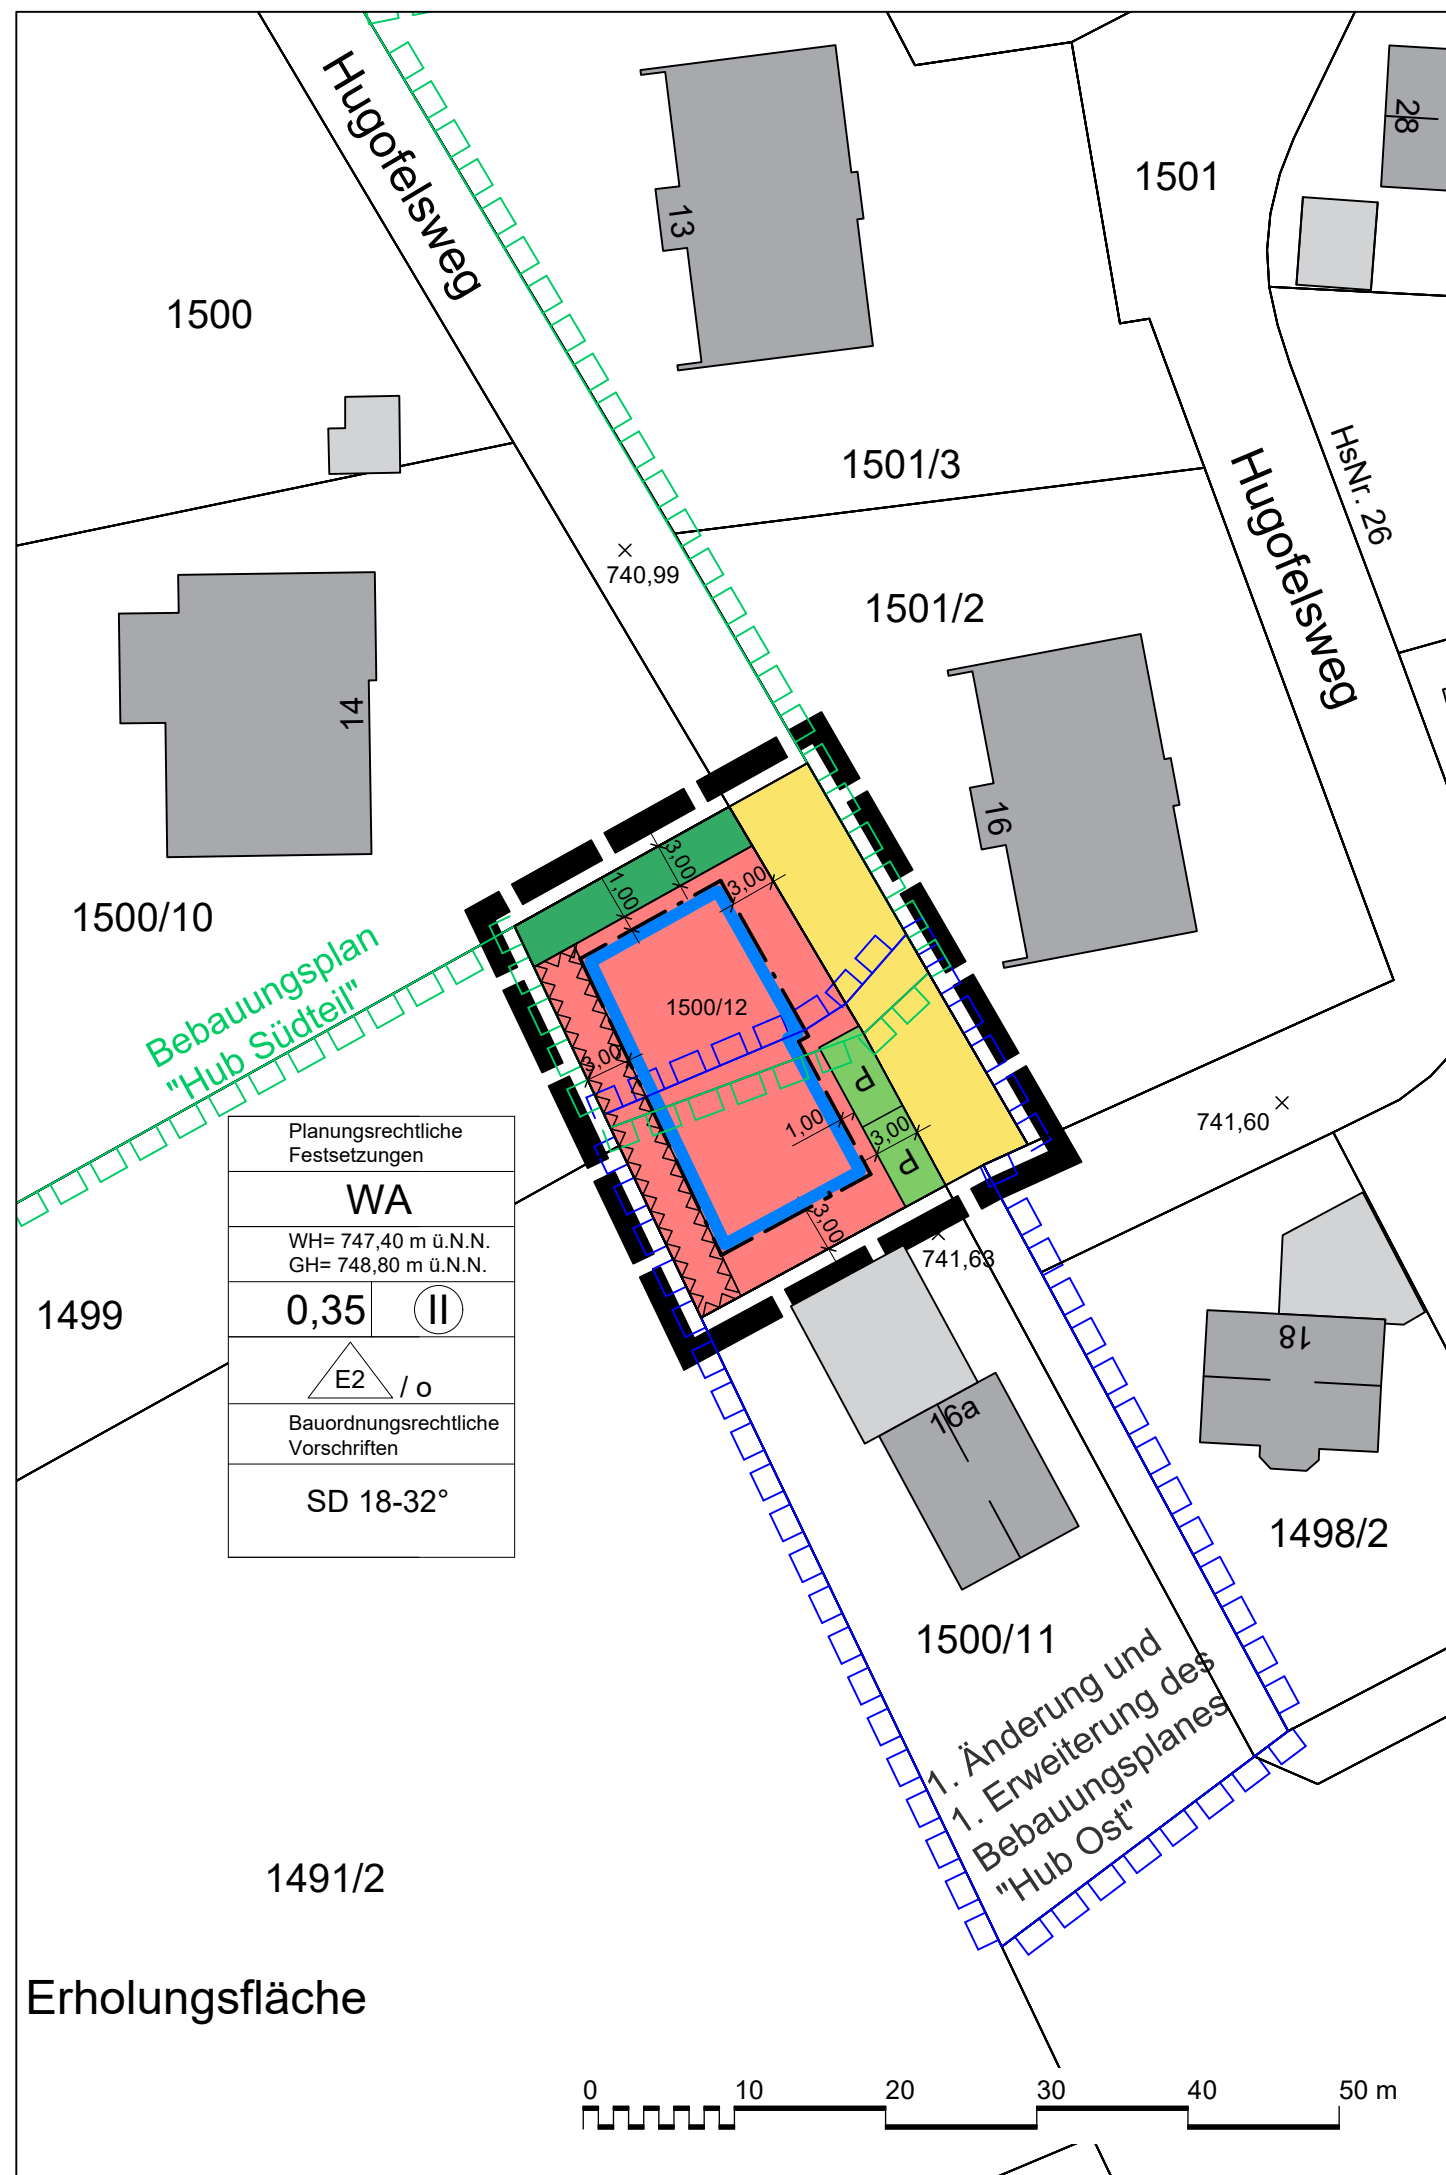 Hugofelsweg
13
1501
28
1500
1501/3
HsNr. 26
Hugofelsweg
740,99
1501/2
14
16
1500/10
Bebauungsplan
"Hub Südteil"
3,00
1,00
3,00
1500/12
3,00
P
1,00
3,00
P
3,00
741,60
741,63
Planungsrechtliche
Festsetzungen
WA
WH= 747,40 m ü.N.N.
GH= 748,80 m ü.N.N.
0,35
II
E2
/ o
Bauordnungsrechtliche
Vorschriften
SD 18-32°
1499
18
16a
1498/2
1500/11
1. Änderung und
1. Erweiterung des
Bebauungsplanes
"Hub Ost"
1491/2
Erholungsfläche
0 10 20 30 40 50 m